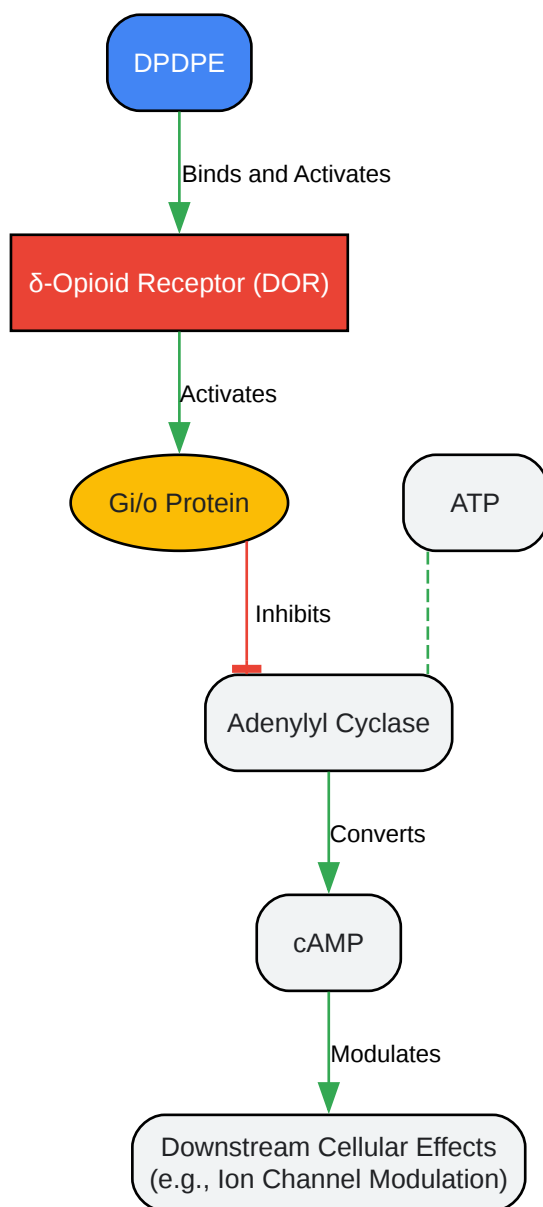 DPDPE
Binds and Activates
δ-Opioid Receptor (DOR)
Activates
Gi/o Protein
ATP
Inhibits
Adenylyl Cyclase
Converts
cAMP
Modulates
Downstream Cellular Effects
(e.g., Ion Channel Modulation)